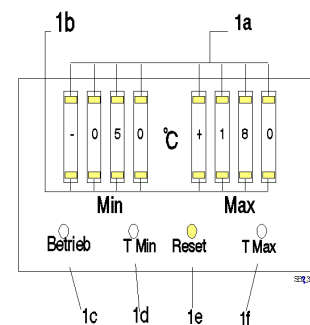 1b 1a
- 0 5 0 °C + 1 8 0
Min Max
Betrieb T Min Reset T Max
1c 1d 1e 1f